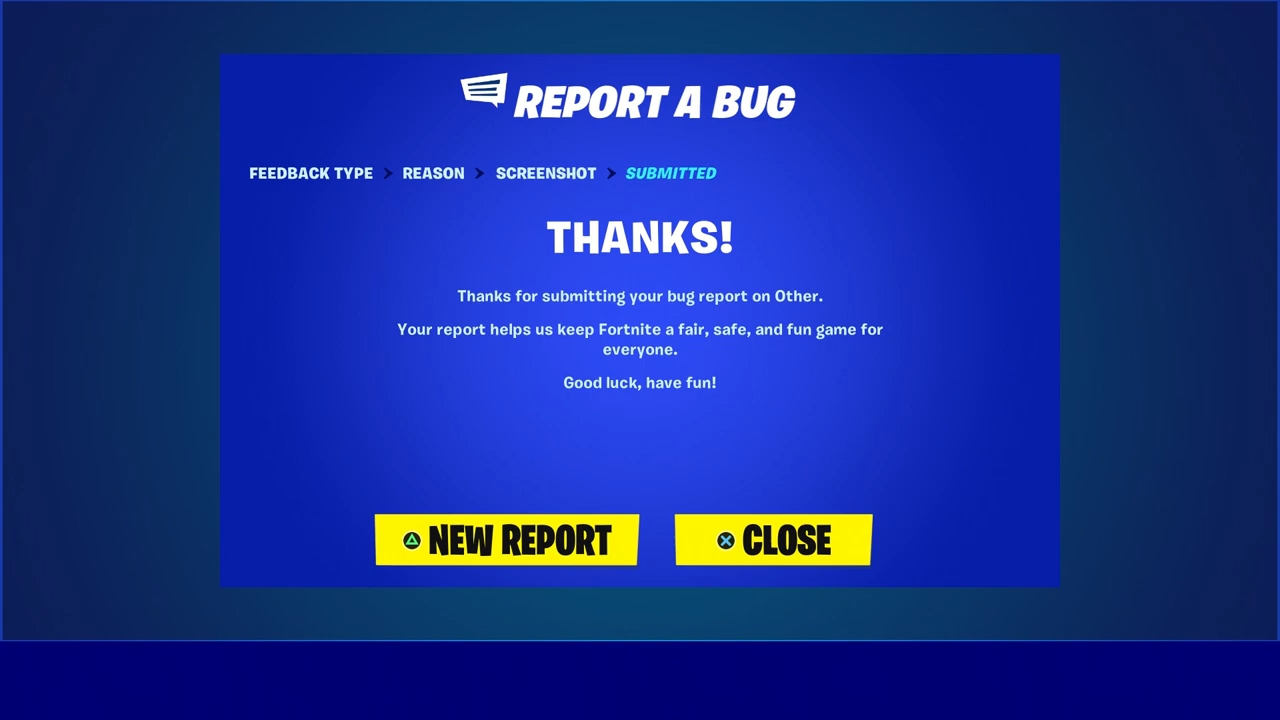 REPORT A BUG
FEEDBACK TYPE > REASON > SCREENSHOT > SUBMITTED
THANKS!
Thanks for submitting your bug report on Other.
Your report helps us keep Fortnite a fair, safe, and fun game for
everyone.
Good luck, have fun!
NEW REPORT
CLOSE